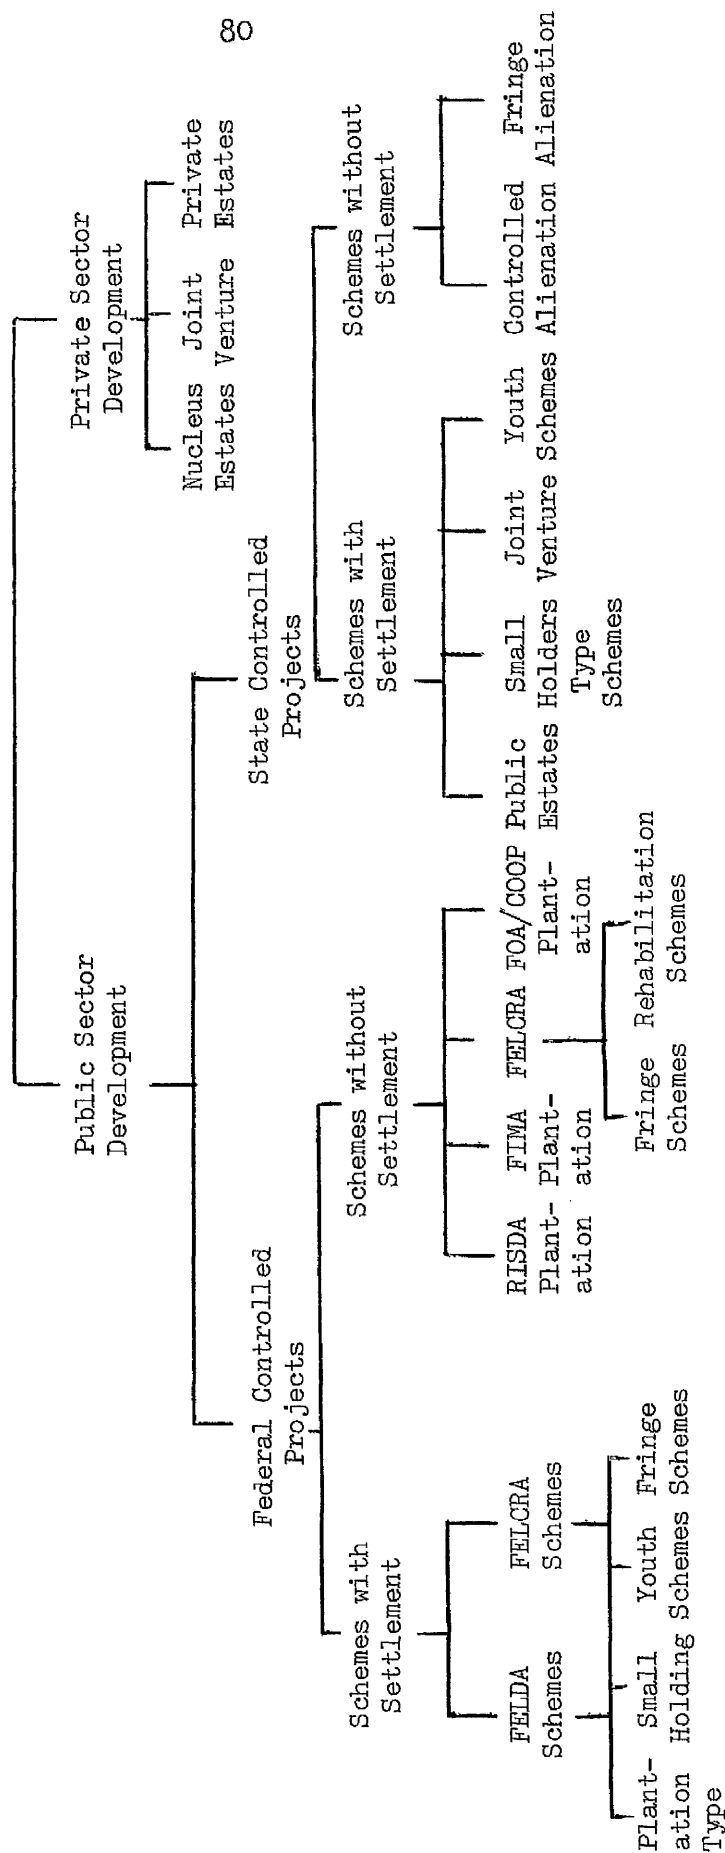 80
Public Sector
Development
Private Sector
Development
Nucleus
Estates
Joint
Venture
Private
Estates
Federal Controlled
Projects
State Controlled
Projects
Schemes with
Settlement
Schemes without
Settlement
Schemes with
Settlement
Schemes without
Settlement
FELDA
Schemes
FELCRA
Schemes
RISDA
Plant-
ation
FIMA
Plant-
ation
FELCRA
FOA/COOP
Plant-
ation
Public
Estates
Small
Holders
Type
Schemes
Joint
Venture
Youth
Schemes
Controlled
Alienation
Fringe
Alienation
Plant-
ation
Type
Small
Holding
Youth
Schemes
Fringe
Schemes
Fringe
Schemes
Rehabilitation
Schemes